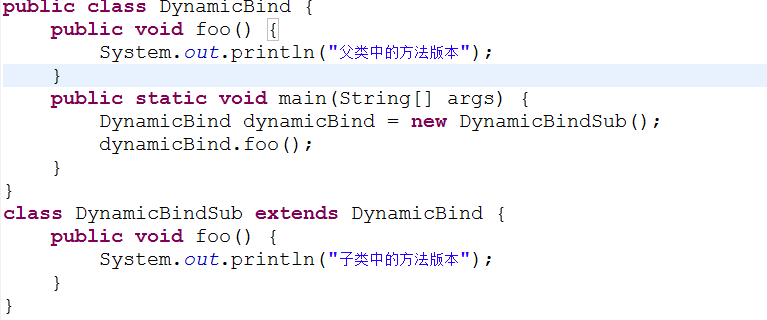 public class DynamicBind {
    public void foo() {
        System.out.println("父类中的方法版本");
    }
    public static void main(String[] args) {
        DynamicBind dynamicBind = new DynamicBindSub();
        dynamicBind.foo();
    }
}
class DynamicBindSub extends DynamicBind {
    public void foo() {
        System.out.println("子类中的方法版本");
    }
}